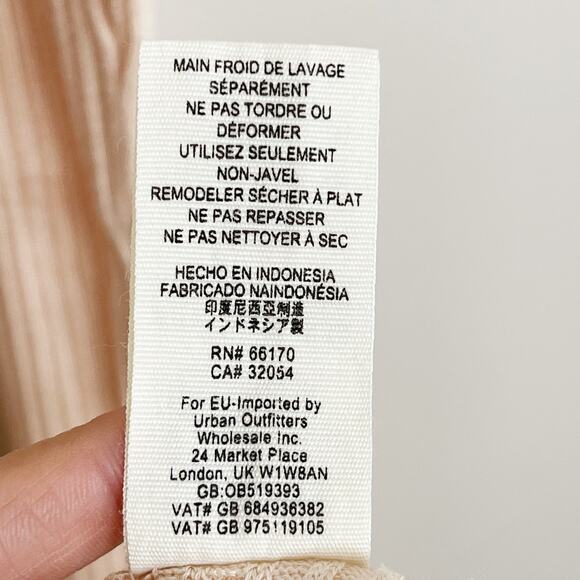 MAIN FROID DE LAVAGE
SÉPARÉMENT
NE PAS TORDRE OU
DÉFORMER
UTILISEZ SEULEMENT
NON-JAVEL
REMODELER SÉCHER À PLAT
NE PAS REPASSER
NE PAS NETTOYER À SEC
HECHO EN INDONESIA
FABRICADO NAINDONÉSIA
印度尼西亞制造
インドネシア製
RN# 66170
CA# 32054
For EU-Imported by
Urban Outfitters
Wholesale Inc.
24 Market Place
London, UK W1W8AN
GB:OB519393
VAT# GB 684936382
VAT# GB 975119105